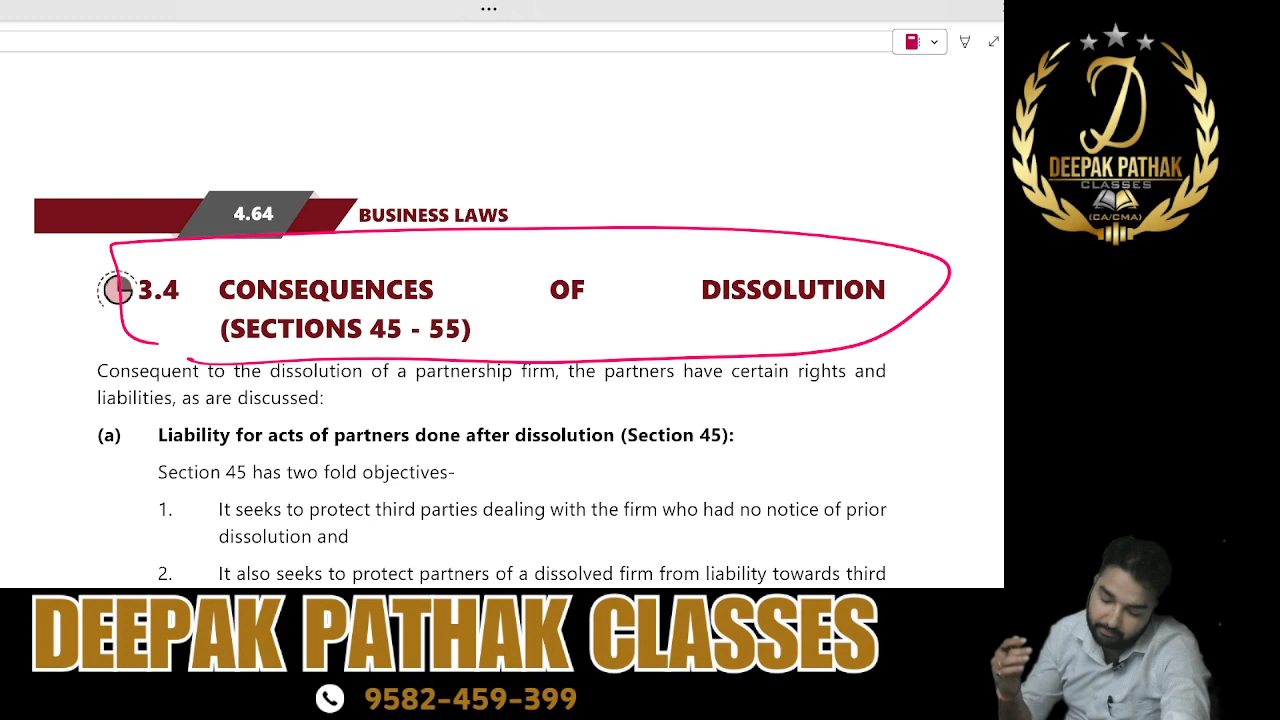 4.64 BUSINESS LAWS
3.4 CONSEQUENCES OF DISSOLUTION
(SECTIONS 45 - 55)
Consequent to the dissolution of a partnership firm, the partners have certain rights and
liabilities, as are discussed:
(a) Liability for acts of partners done after dissolution (Section 45):
Section 45 has two fold objectives-
1. It seeks to protect third parties dealing with the firm who had no notice of prior
dissolution and
2. It also seeks to protect partners of a dissolved firm from liability towards third
D
DEEPAK PATHAK
CLASSES
(CA/CMA)
DEEPAK PATHAK CLASSES
9582-459-399